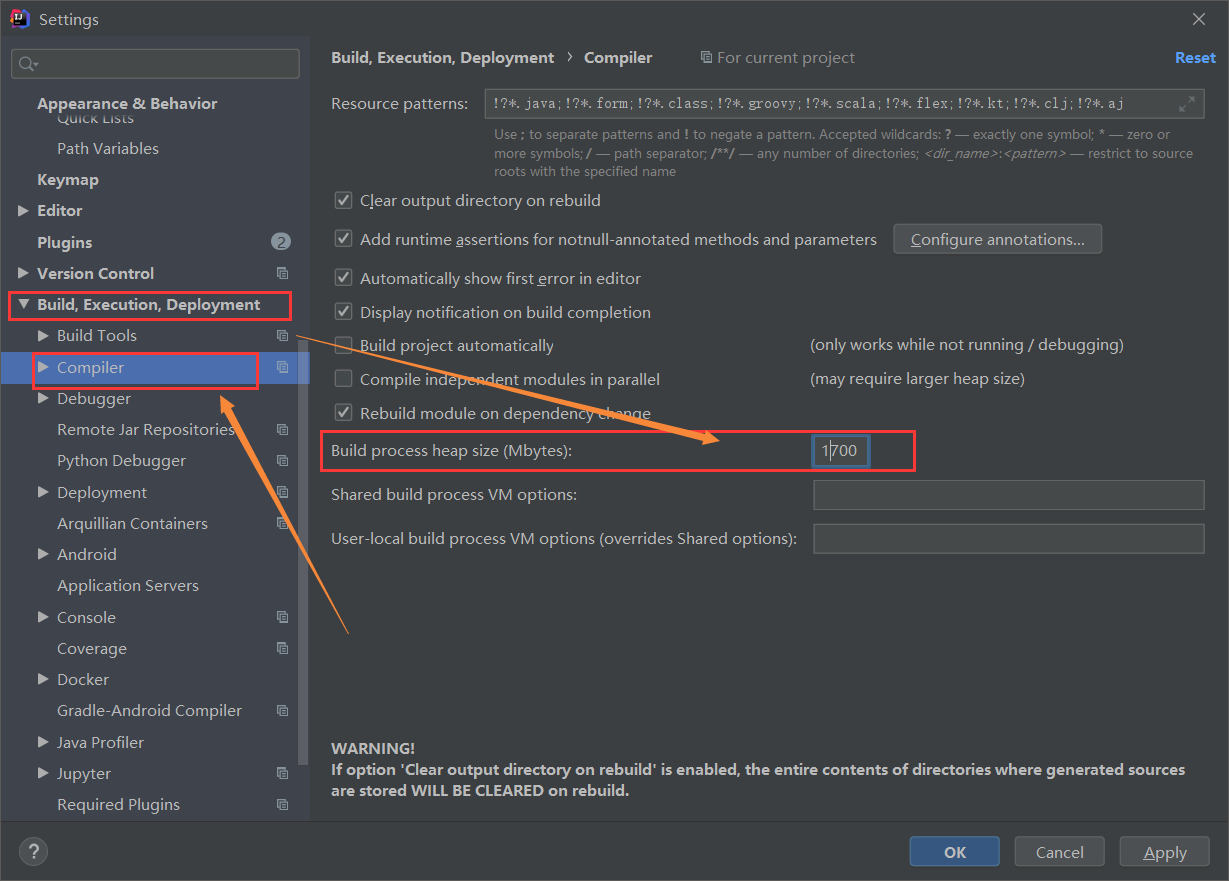 Settings
Appearance & Behavior
Quick Lists
Path Variables
Keymap
Editor
Plugins 2
Version Control
Build, Execution, Deployment
Build Tools
Compiler
Debugger
Remote Jar Repositories
Python Debugger
Deployment
Arquillian Containers
Android
Application Servers
Console
Coverage
Docker
Gradle-Android Compiler
Java Profiler
Jupyter
Required Plugins
Build, Execution, Deployment › Compiler For current project Reset
Resource patterns: !?*.java;!?*.form;!?*.class;!?*.groovy;!?*.scala;!?*.flex;!?*.kt;!?*.clj;!?*.aj
Use ; to separate patterns and ! to negate a pattern. Accepted wildcards: ? — exactly one symbol; * — zero or
more symbols; / — path separator; /**/ — any number of directories; <dir_name>:<pattern> — restrict to source
roots with the specified name
Clear output directory on rebuild
Add runtime assertions for notnull-annotated methods and parameters Configure annotations...
Automatically show first error in editor
Display notification on build completion
Build project automatically (only works while not running / debugging)
Compile independent modules in parallel (may require larger heap size)
Rebuild module on dependency change
Build process heap size (Mbytes): 1700
Shared build process VM options:
User-local build process VM options (overrides Shared options):
WARNING!
If option 'Clear output directory on rebuild' is enabled, the entire contents of directories where generated sources
are stored WILL BE CLEARED on rebuild.
? OK Cancel Apply